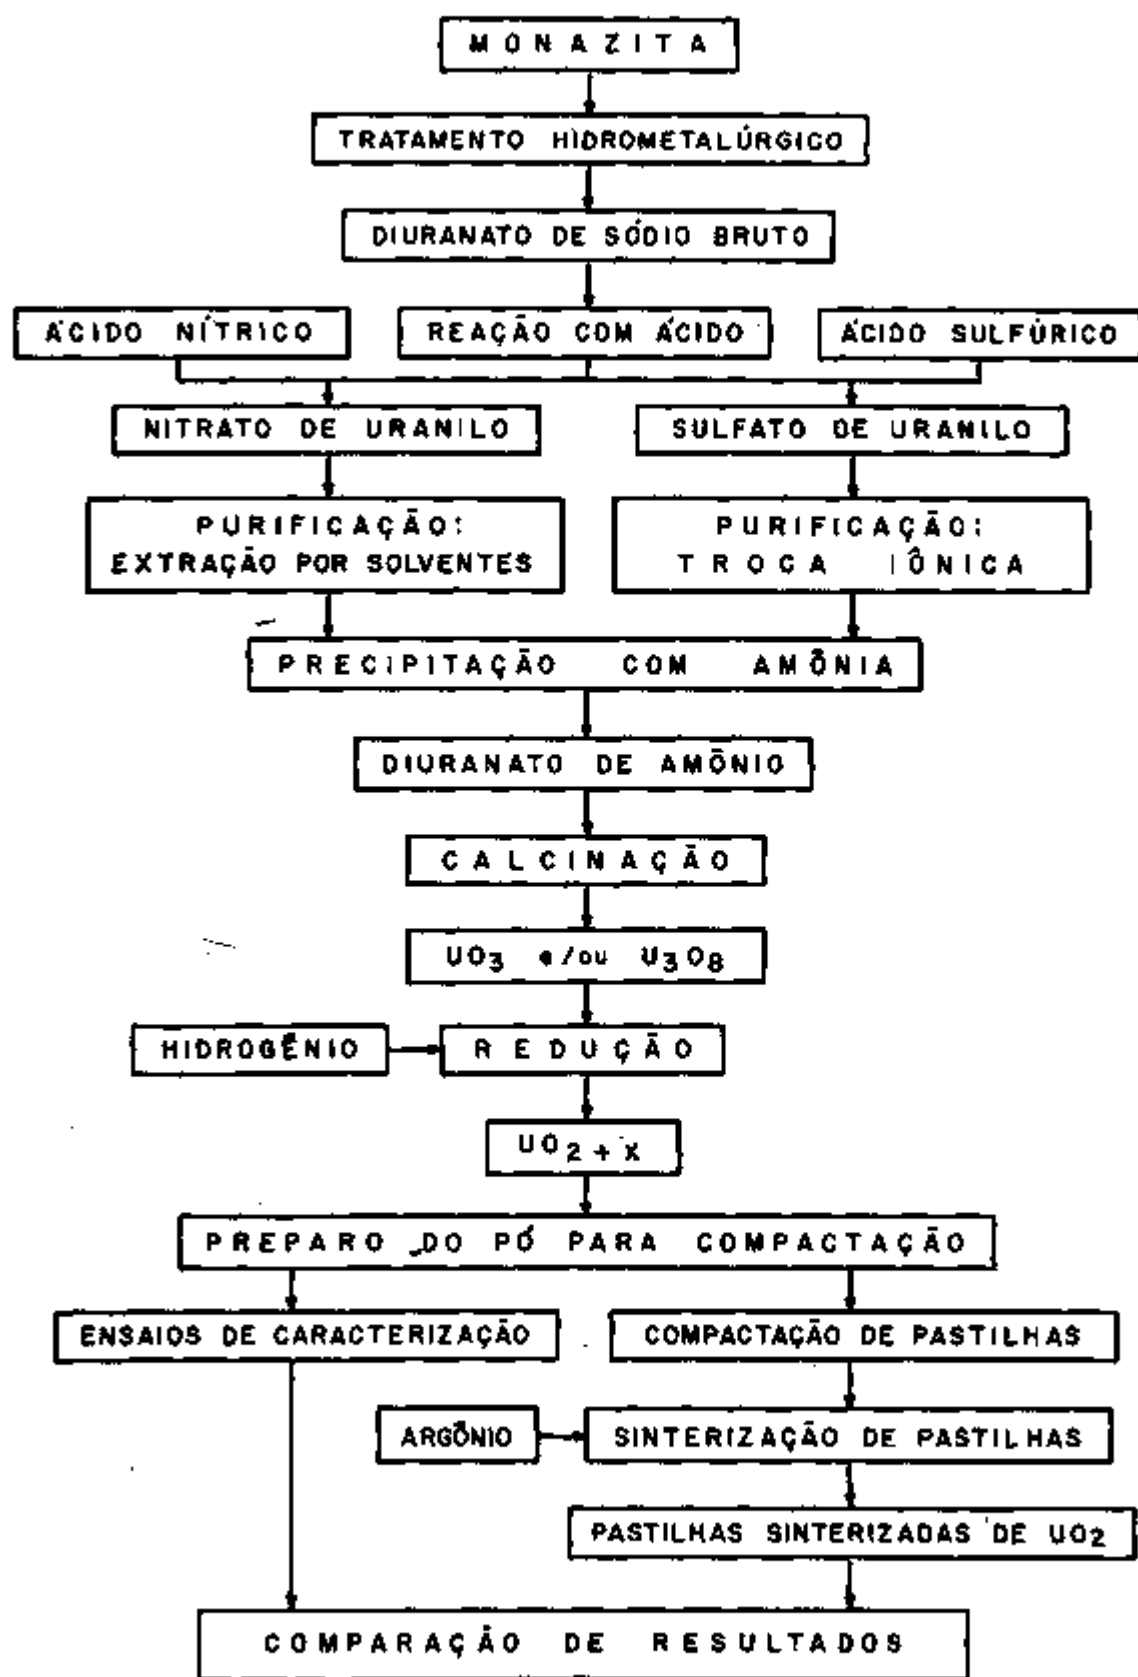 MONAZITA
TRATAMENTO HIDROMETALÚRGICO
DIURANATO DE SÓDIO BRUTO
ÁCIDO NÍTRICO
REAÇÃO COM ÁCIDO
ÁCIDO SULFÚRICO
NITRATO DE URANILO
SULFATO DE URANILO
PURIFICAÇÃO:
EXTRAÇÃO POR SOLVENTES
PURIFICAÇÃO:
TROCA IÔNICA
PRECIPITAÇÃO COM AMÔNIA
DIURANATO DE AMÔNIO
CALCINAÇÃO
UO3 e/ou U3O8
HIDROGÊNIO
REDUÇÃO
UO2+X
PREPARO DO PÓ PARA COMPACTAÇÃO
ENSAIOS DE CARACTERIZAÇÃO
COMPACTAÇÃO DE PASTILHAS
ARGÔNIO
SINTERIZAÇÃO DE PASTILHAS
PASTILHAS SINTERIZADAS DE UO2
COMPARAÇÃO DE RESULTADOS